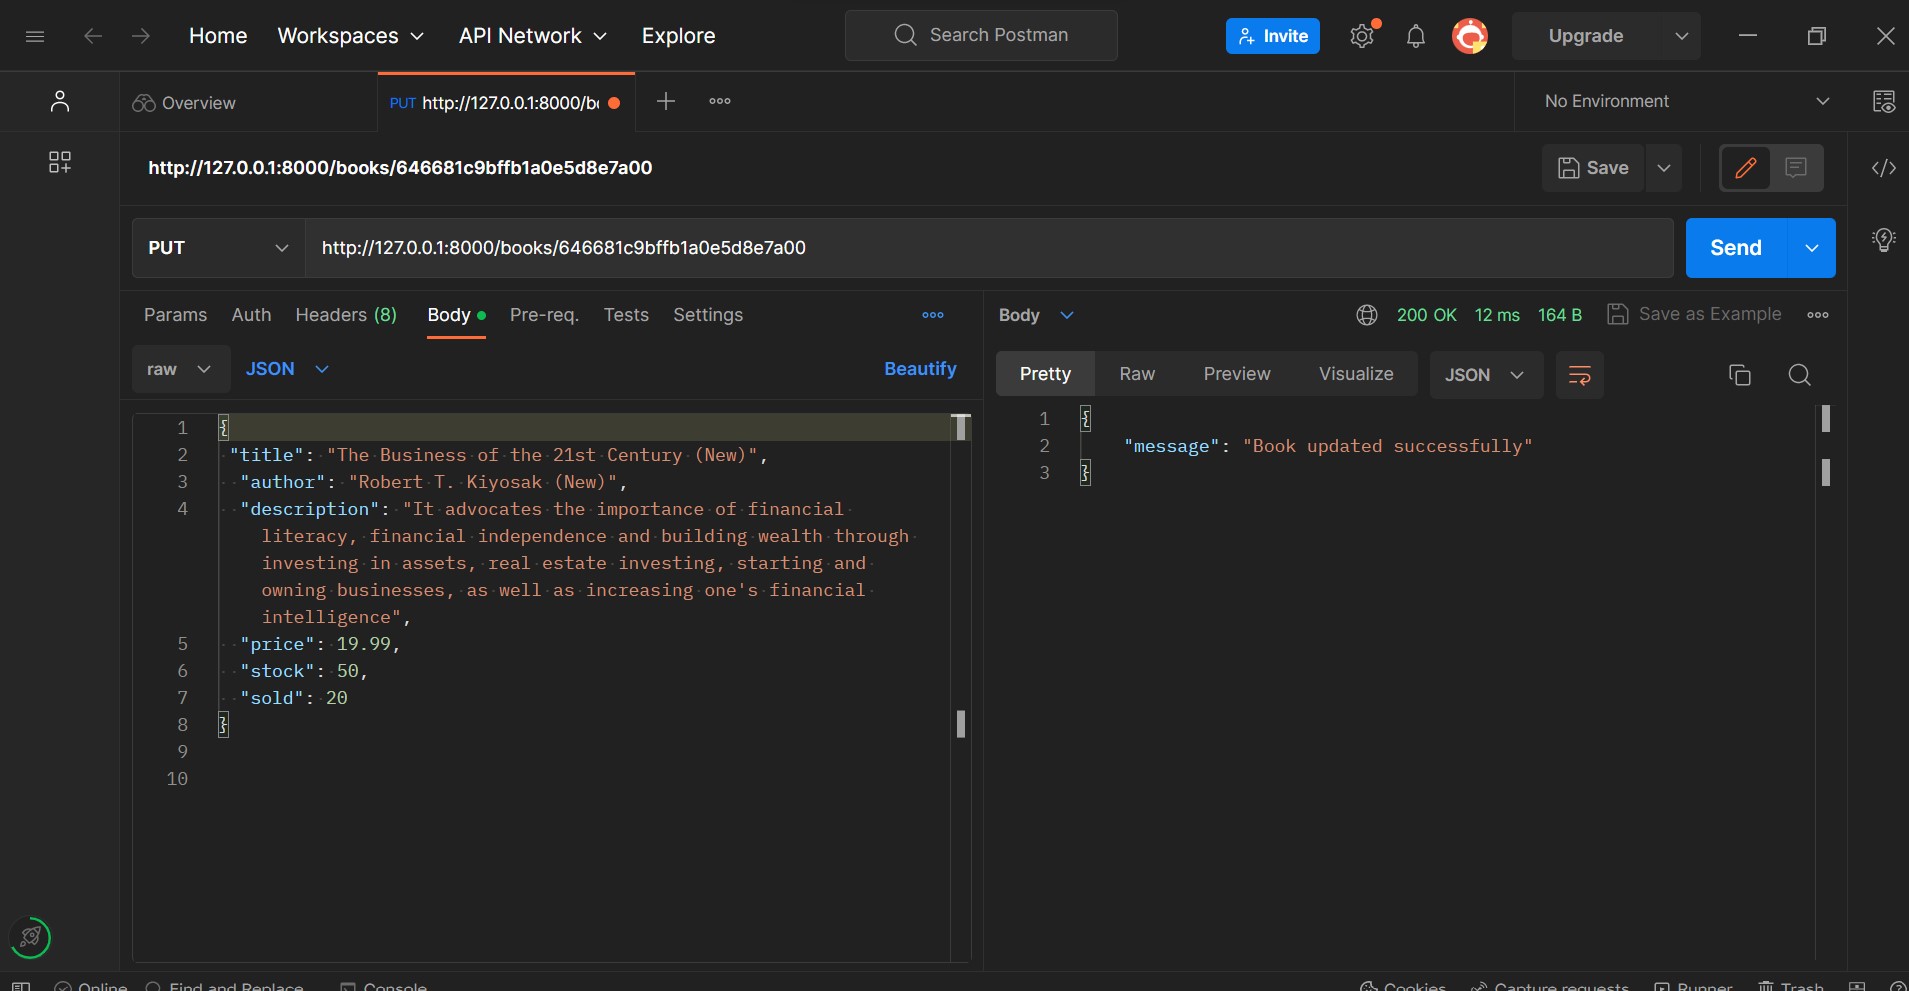 Home Workspaces API Network Explore Search Postman Invite Upgrade
Overview PUT http://127.0.0.1:8000/b No Environment
http://127.0.0.1:8000/books/646681c9bffb1a0e5d8e7a00 Save
PUT http://127.0.0.1:8000/books/646681c9bffb1a0e5d8e7a00 Send
Params Auth Headers (8) Body Pre-req. Tests Settings
raw JSON Beautify
1 {
2 "title": "The Business of the 21st Century (New)",
3 "author": "Robert T. Kiyosak (New)",
4 "description": "It advocates the importance of financial
literacy, financial independence and building wealth through
investing in assets, real estate investing, starting and
owning businesses, as well as increasing one's financial
intelligence",
5 "price": 19.99,
6 "stock": 50,
7 "sold": 20
8 }
9
10
Body 200 OK 12 ms 164 B Save as Example
Pretty Raw Preview Visualize JSON
1 {
2 "message": "Book updated successfully"
3 }
Online Find and Replace Console Cookies Capture requests Runner Trash